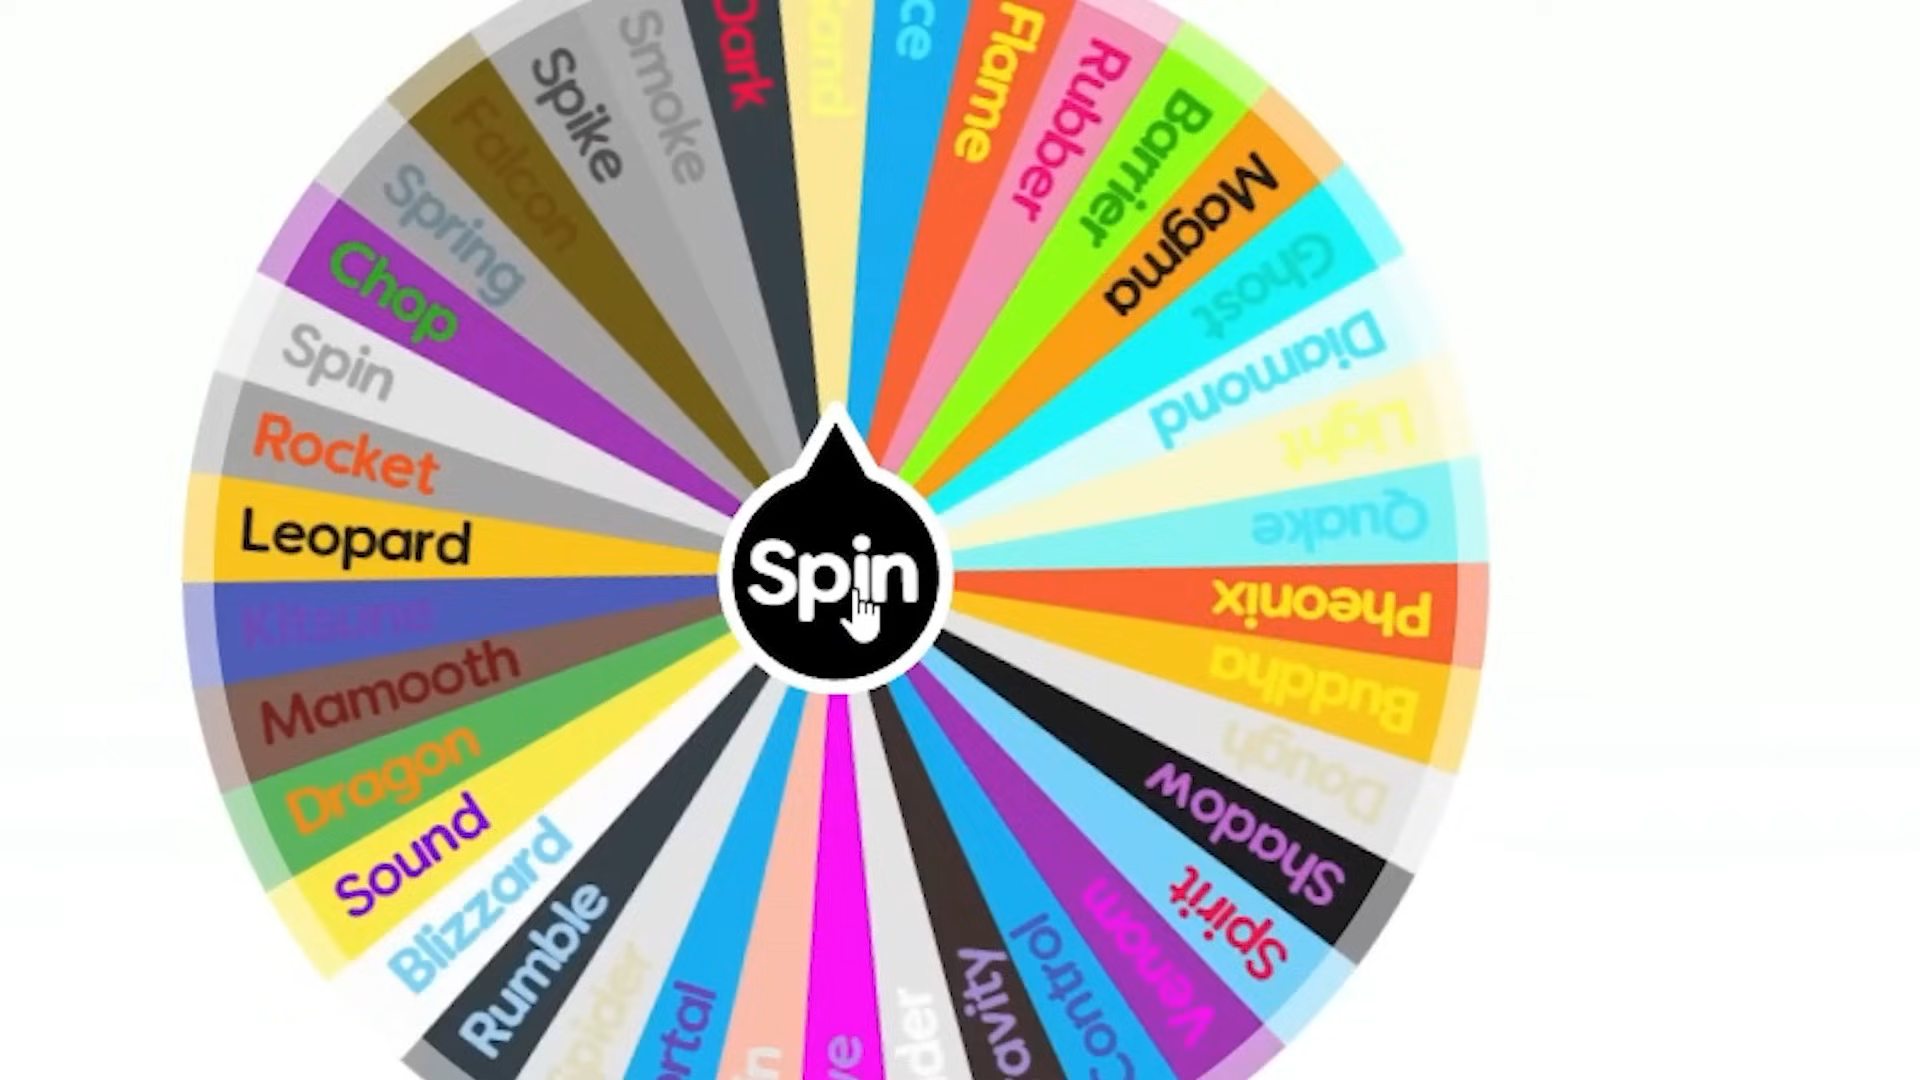 Dark
Flame
Rubber
Barrier
Magma
Ghost
Diamond
Light
Quake
Pheonix
Buddha
Dough
Shadow
Spirit
Venom
Control
Rumble
Blizzard
Sound
Dragon
Mamooth
Kitsune
Leopard
Rocket
Spin
Chop
Spring
Falcon
Spike
Smoke
Spin